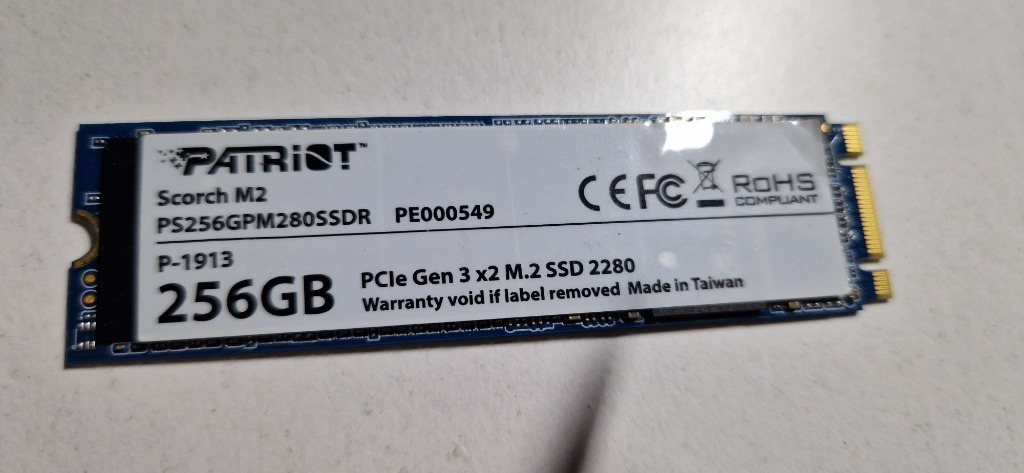 PATRIOT™
Scorch M2
PS256GPM280SSDR PE000549
CE FC RoHS
COMPLIANT
P-1913
256GB
PCIe Gen 3 x2 M.2 SSD 2280
Warranty void if label removed Made in Taiwan